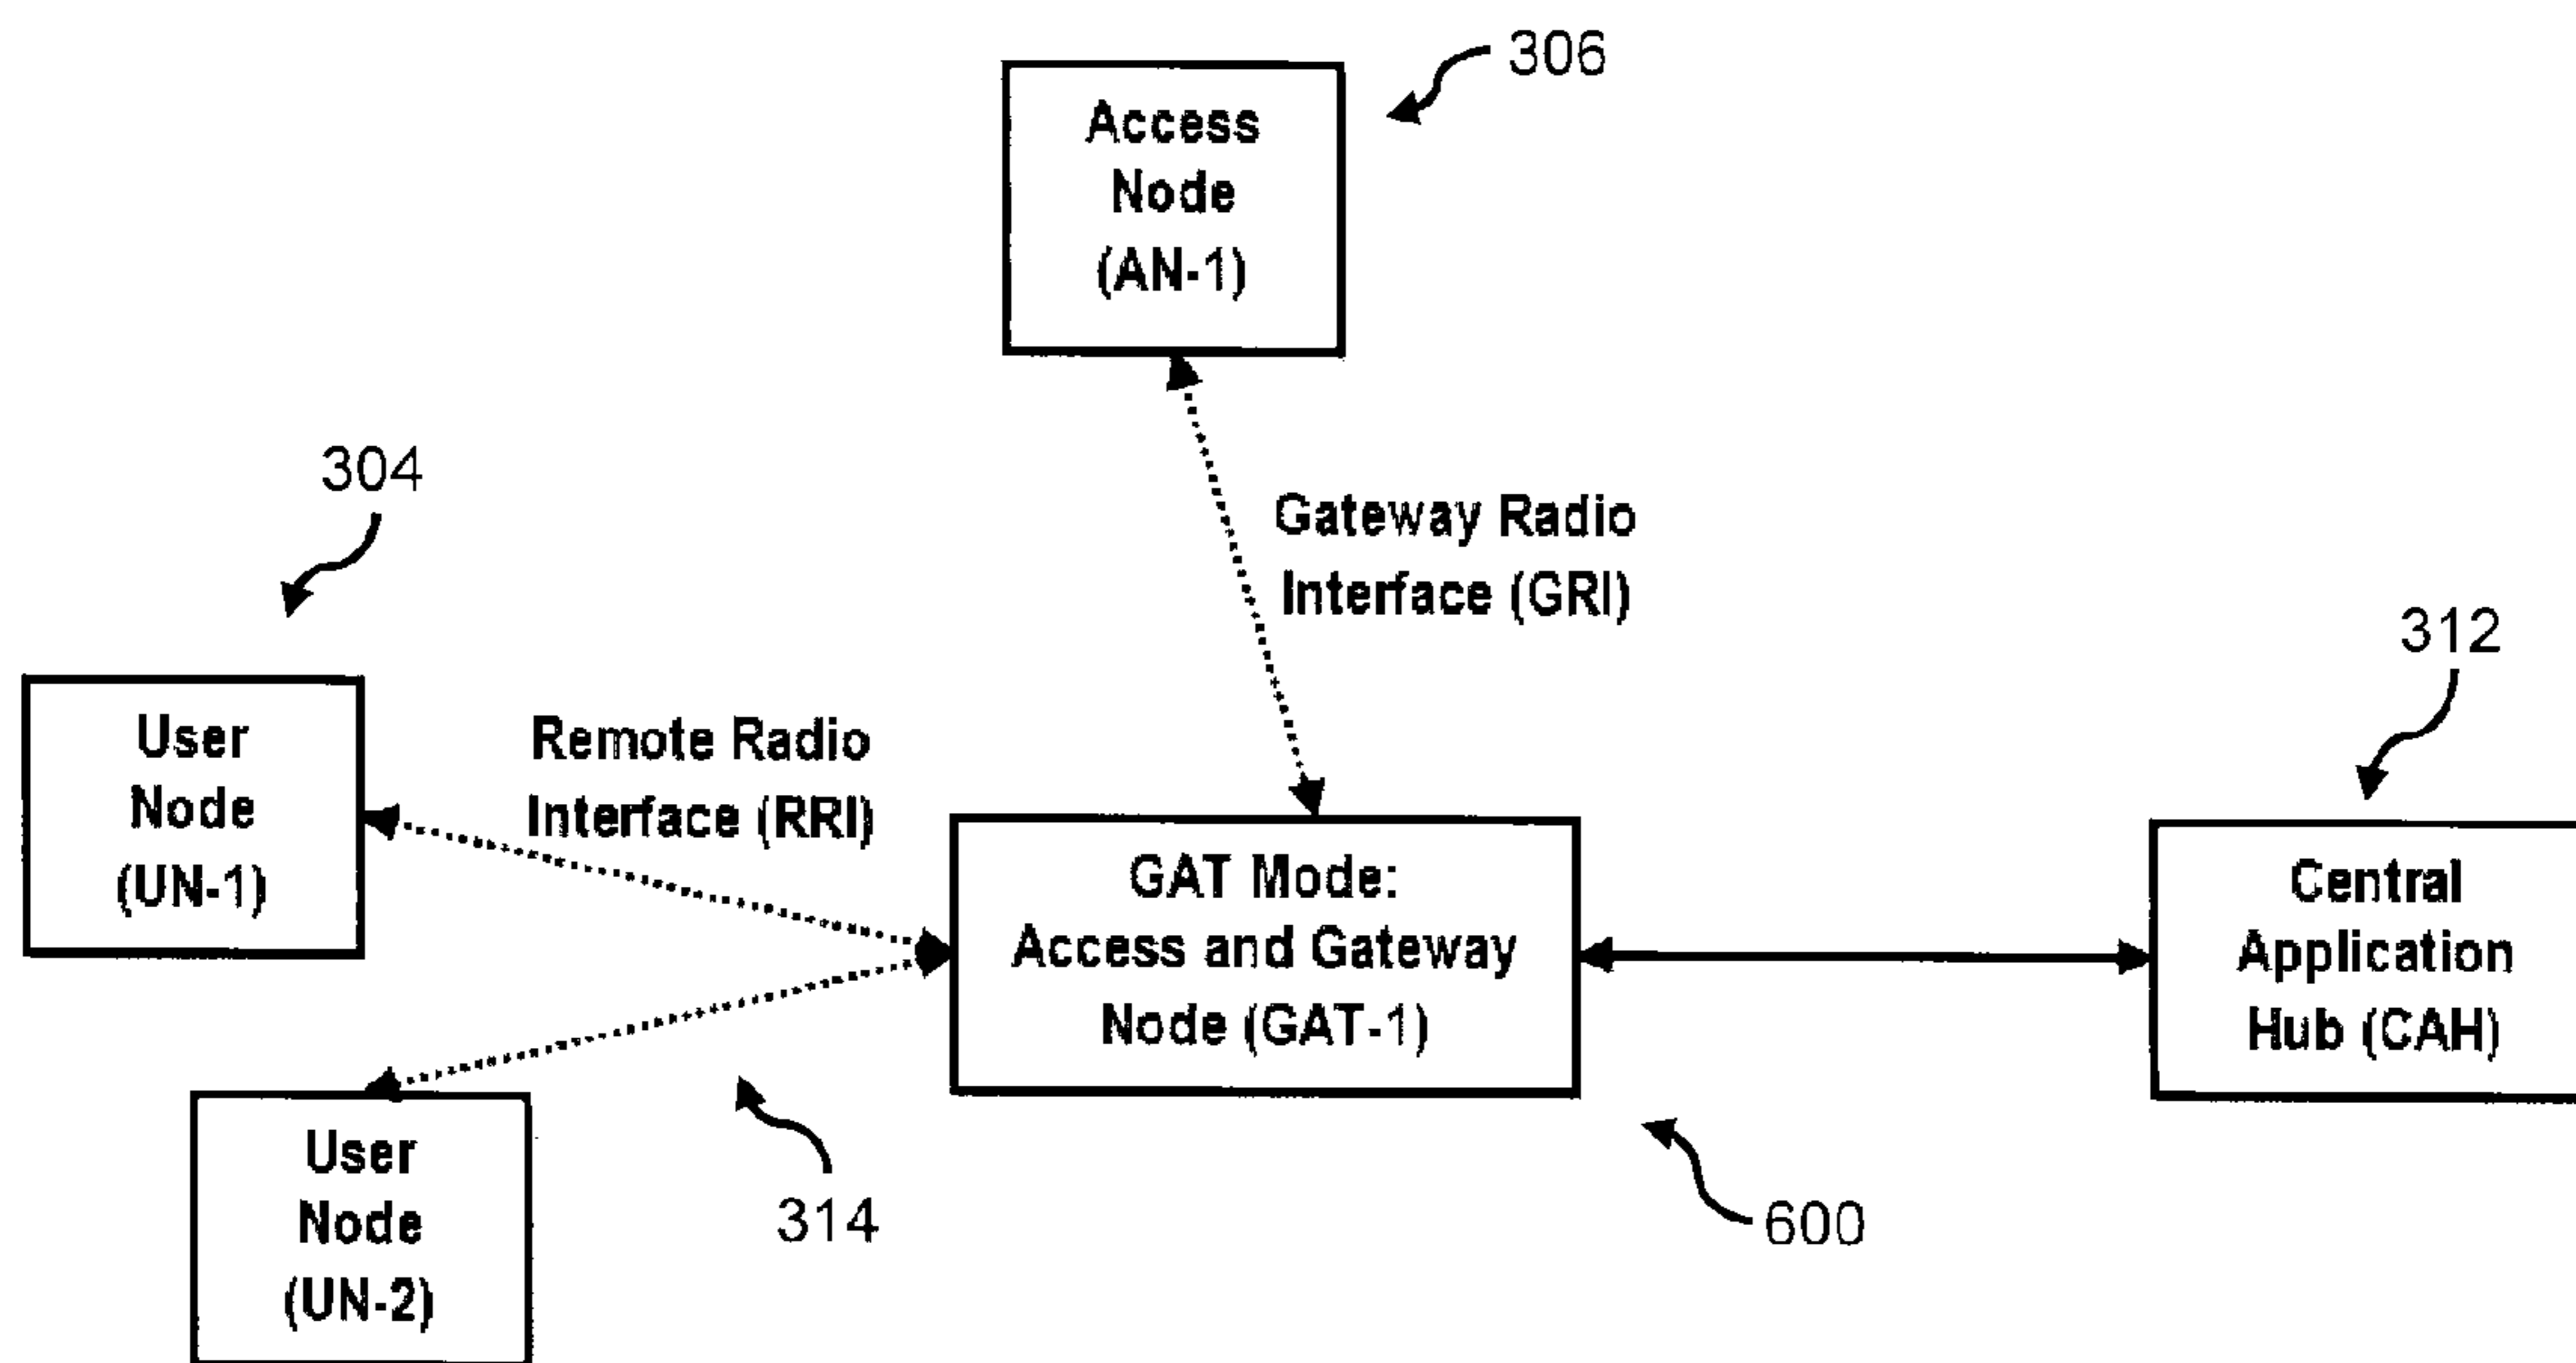 306
Access
Node
(AN-1)
304
Gateway Radio
Interface (GRI)
312
User
Node
(UN-1)
Remote Radio
Interface (RRI)
GAT Mode:
Access and Gateway
Node (GAT-1)
Central
Application
Hub (CAH)
User
Node
(UN-2)
314
600